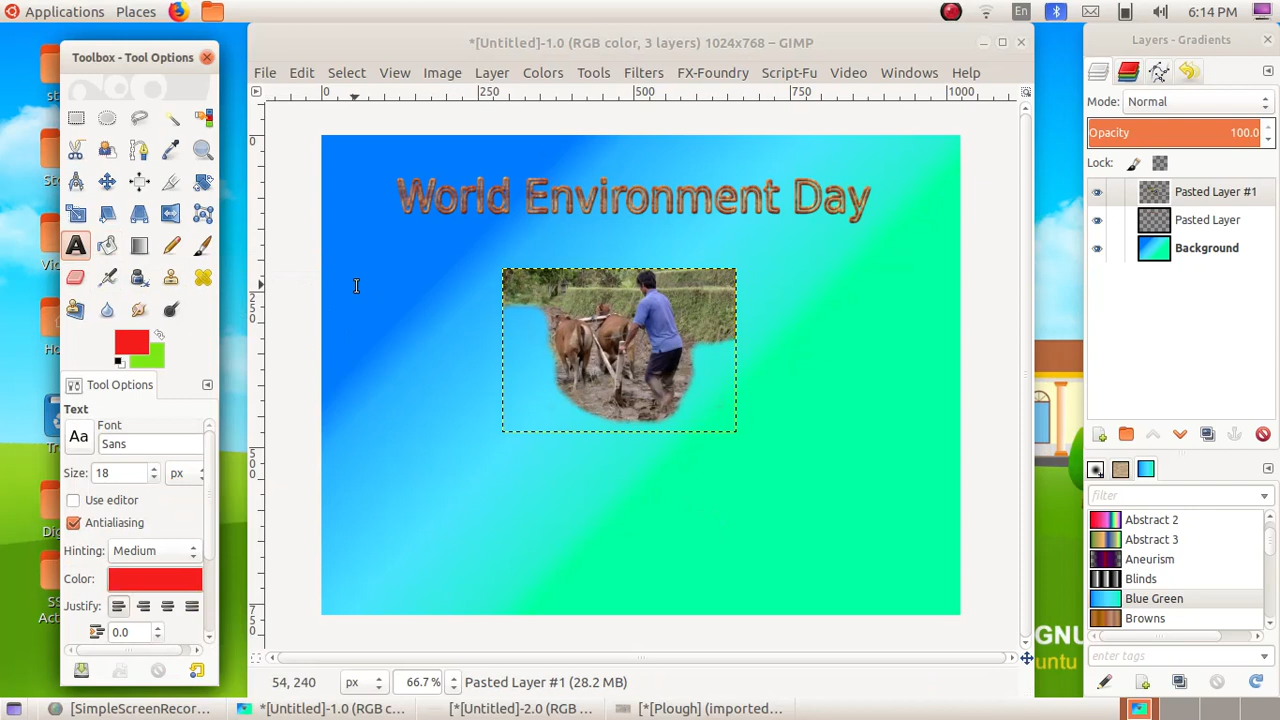 Applications Places En 6:14 PM
Toolbox - Tool Options
*[Untitled]-1.0 (RGB color, 3 layers) 1024x768 – GIMP
Layers - Gradients
File Edit Select View Image Layer Colors Tools Filters FX-Foundry Script-Fu Video Windows Help
0 250 500 750 1000
Mode: Normal
Opacity 100.0
Lock:
World Environment Day
Pasted Layer #1
Pasted Layer
Background
Tool Options
Text
Font
Aa Sans
Size: 18 px
Use editor
Antialiasing
Hinting: Medium
Color:
Justify:
0.0
filter
Abstract 2
Abstract 3
Aneurism
Blinds
Blue Green
Browns
enter tags
GNU
untu
54, 240 px 66.7 % Pasted Layer #1 (28.2 MB)
[SimpleScreenRecor... *[Untitled]-1.0 (RGB c... [*[Untitled]-2.0 (RGB ... [*[Plough] (imported...